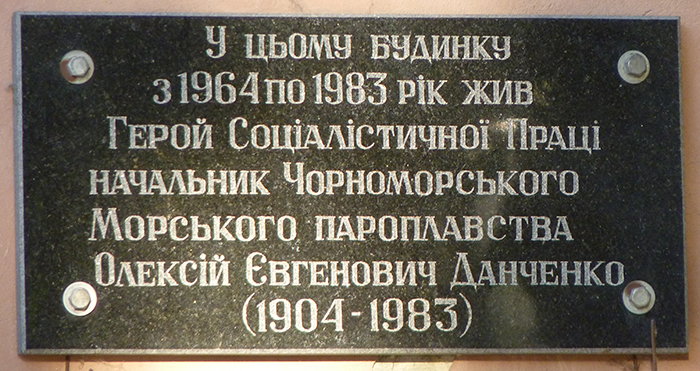 У цьому будинку
з 1964 по 1983 рік жив
Герой Соціалістичної Праці
начальник Чорноморського
Морського пароплавства
Олексій Євгенович Данченко
(1904-1983)